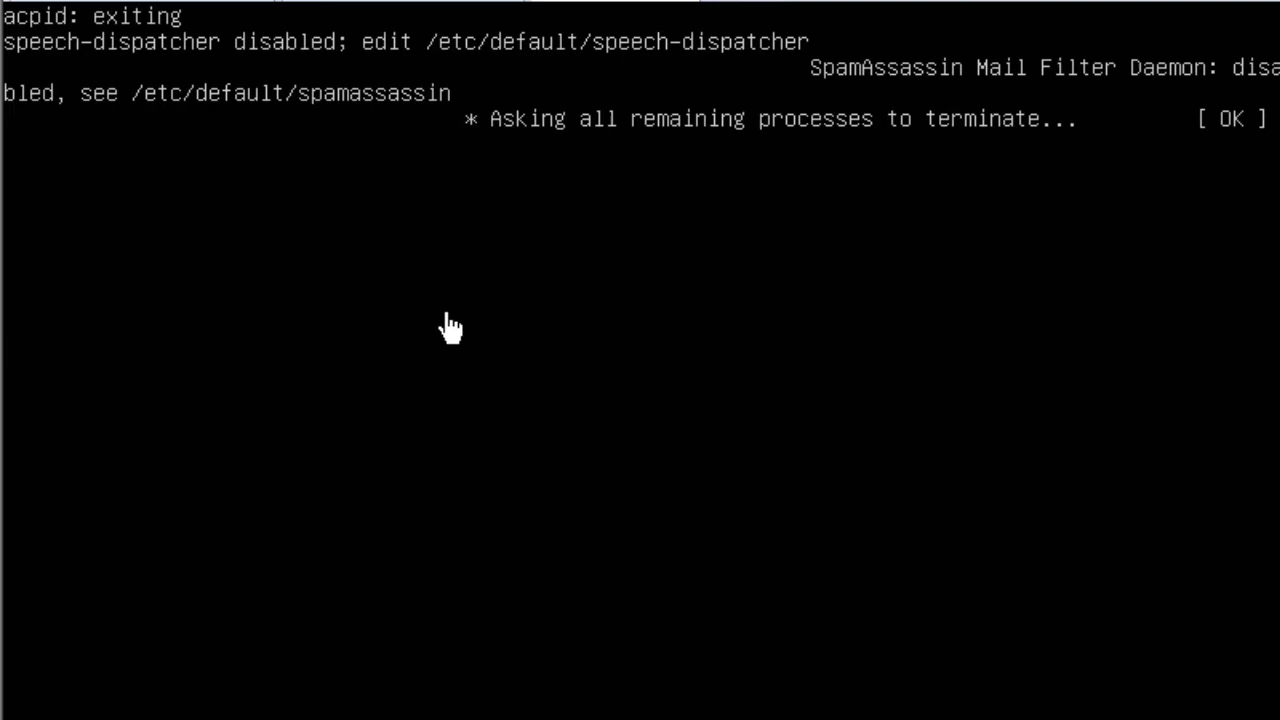 acpid: exiting
speech-dispatcher disabled; edit /etc/default/speech-dispatcher
SpamAssassin Mail Filter Daemon: disa
bled, see /etc/default/spamassassin
* Asking all remaining processes to terminate... [ OK ]